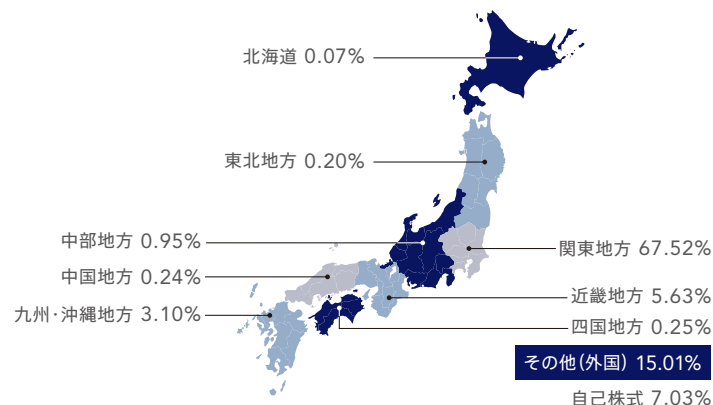 北海道 0.07%
東北地方 0.20%
中部地方 0.95%
関東地方 67.52%
中国地方 0.24%
近畿地方 5.63%
九州・沖縄地方 3.10%
四国地方 0.25%
その他(外国) 15.01%
自己株式 7.03%